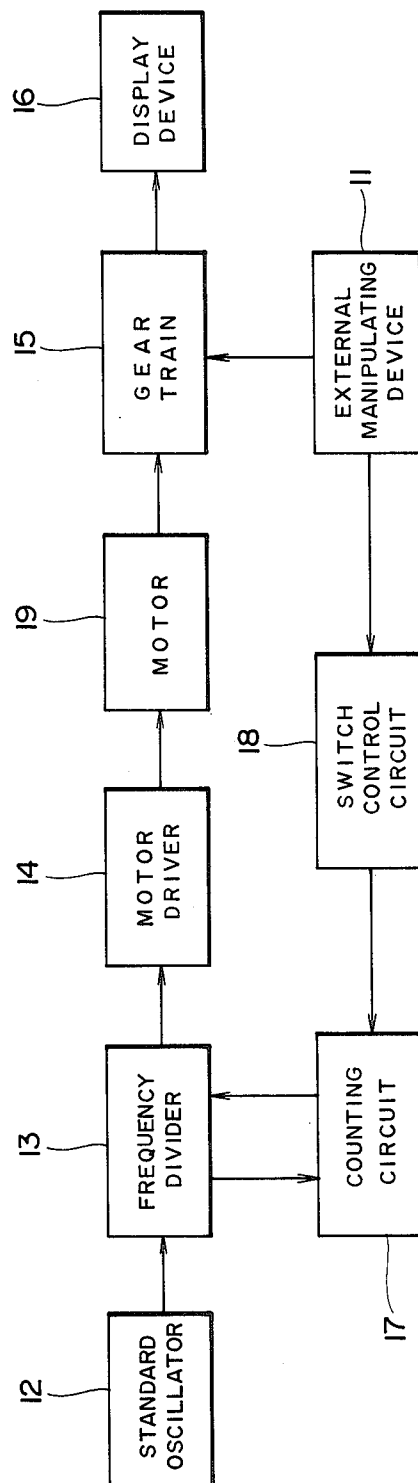 12
STANDARD
OSCILLATOR
13
FREQUENCY
DIVIDER
14
MOTOR
DRIVER
19
MOTOR
15
GEAR
TRAIN
16
DISPLAY
DEVICE
17
COUNTING
CIRCUIT
18
SWITCH
CONTROL
CIRCUIT
11
EXTERNAL
MANIPULATING
DEVICE